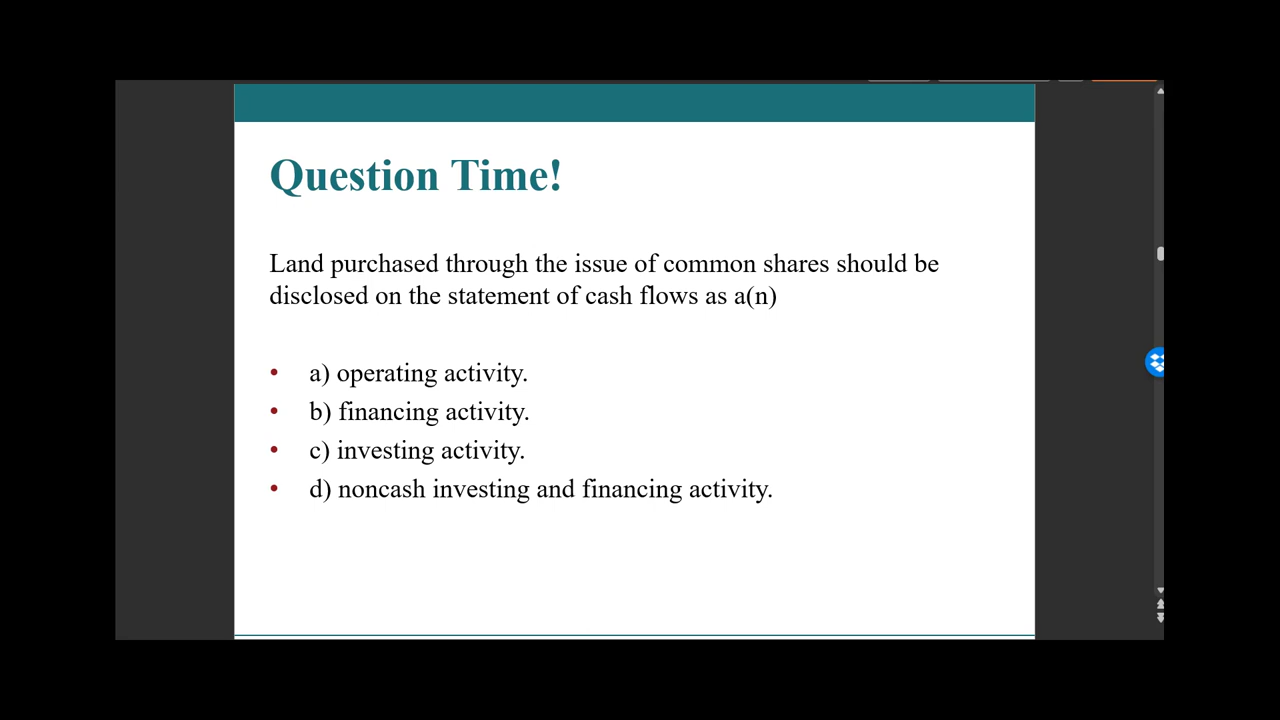 Question Time!
Land purchased through the issue of common shares should be
disclosed on the statement of cash flows as a(n)
• a) operating activity.
• b) financing activity.
• c) investing activity.
• d) noncash investing and financing activity.